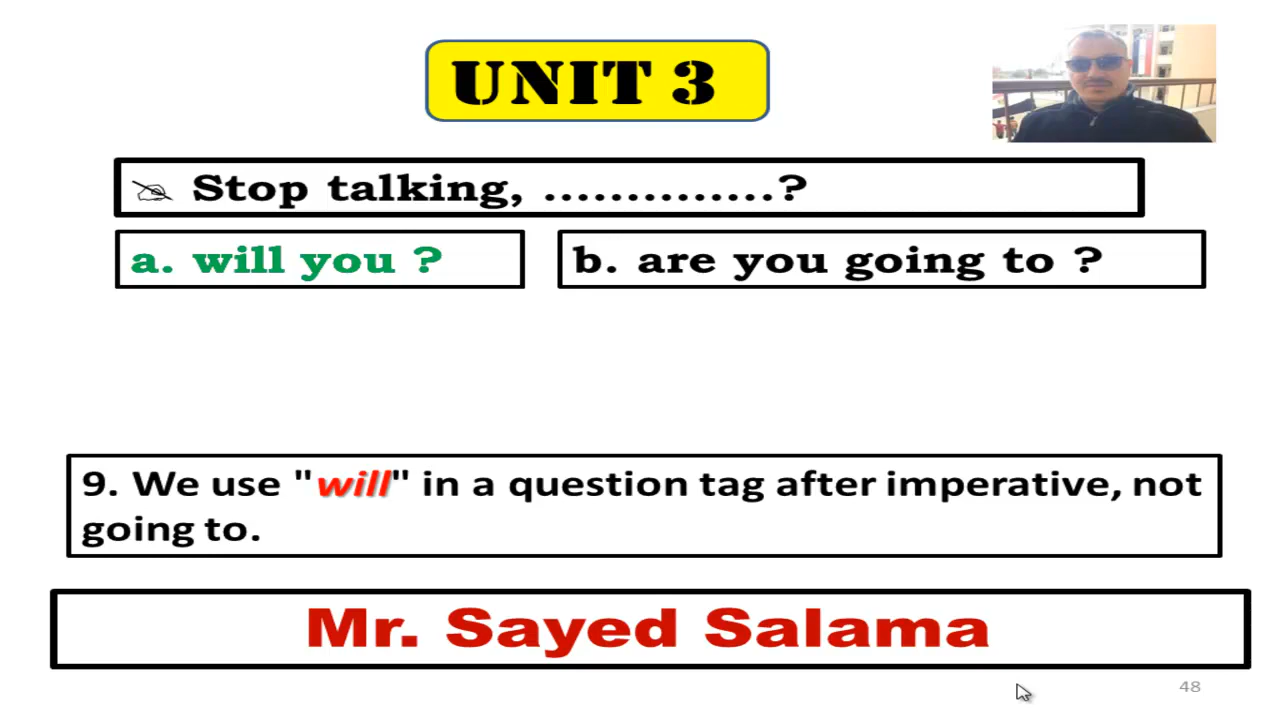 UNIT 3
✍ Stop talking, ..............?
a. will you ?
b. are you going to ?
9. We use "will" in a question tag after imperative, not
going to.
Mr. Sayed Salama
48